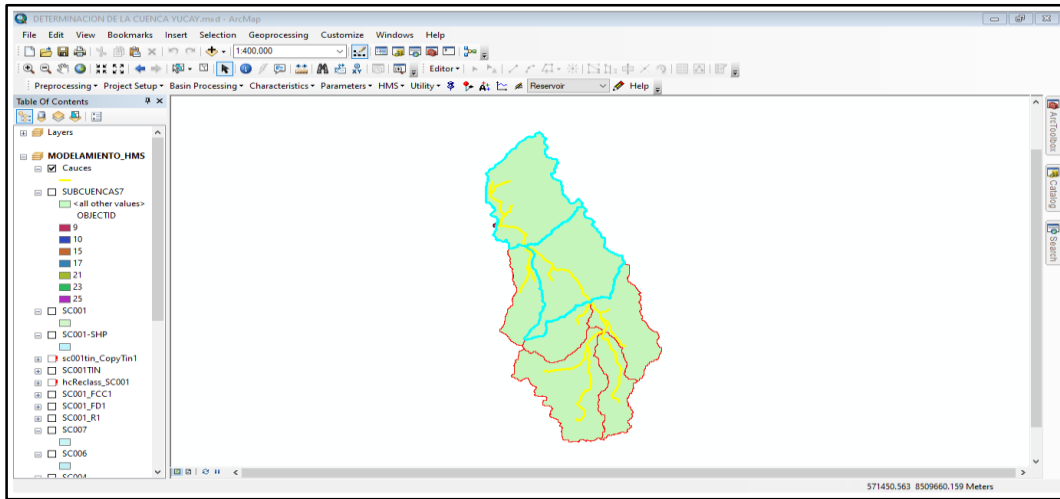 DETERMINACION DE LA CUENCA YUCAY.mxd - ArcMap
File Edit View Bookmarks Insert Selection Geoprocessing Customize Windows Help
1:400.000
Editor
Preprocessing Project Setup Basin Processing Characteristics Parameters HMS Utility Reservoir Help
Table Of Contents
Layers
MODELAMIENTO_HMS
Cauces
SUBCUENCAS7
<all other values>
OBJECTID
9
10
15
17
21
23
25
SC001
SC001-SHP
sc001tin_CopyTin1
SC001TIN
hcReclass_SC001
SC001_FCC1
SC001_FD1
SC001_R1
SC007
SC006
ArcToolbox
Catalog
Search
571450.563 8509660.159 Meters